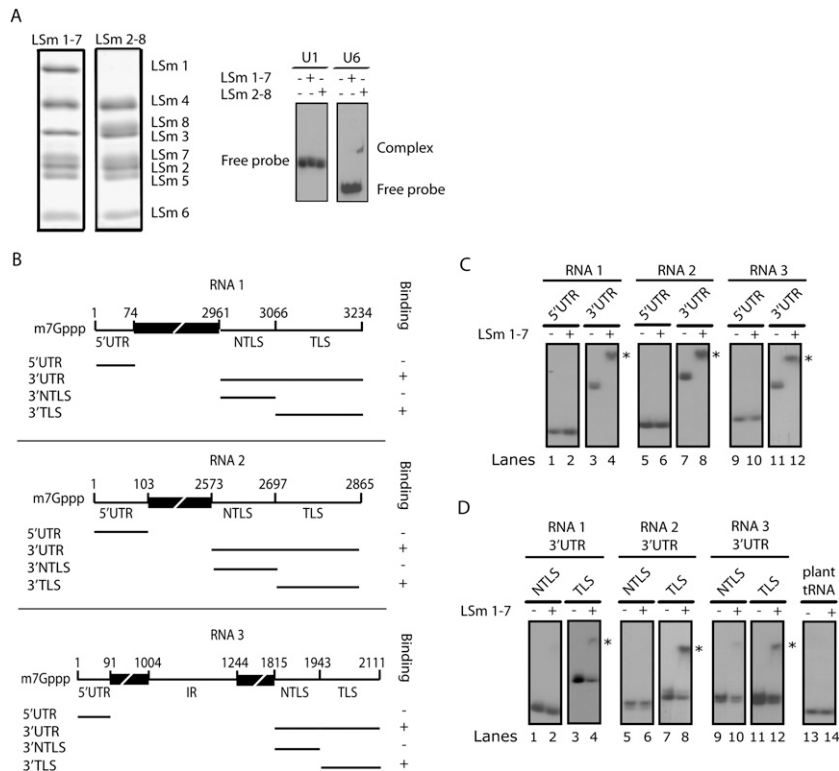 A
LSm 1-7 LSm 2-8
LSm 1
LSm 4
LSm 8
LSm 3
LSm 7
LSm 2
LSm 5
LSm 6
U1 U6
LSm 1-7 - + - - + -
LSm 2-8 - - + - - +
Free probe
Complex
Free probe
B
RNA 1
Binding
1 74 2961 3066 3234
m7Gppp
5'UTR NTLS TLS
5'UTR -
3'UTR +
3'NTLS -
3'TLS +
RNA 2
Binding
1 103 2573 2697 2865
m7Gppp
5'UTR NTLS TLS
5'UTR -
3'UTR +
3'NTLS -
3'TLS +
RNA 3
Binding
1 91 1004 1244 1815 1943 2111
m7Gppp
5'UTR IR NTLS TLS
5'UTR -
3'UTR +
3'NTLS -
3'TLS +
C
RNA 1 RNA 2 RNA 3
5'UTR 3'UTR 5'UTR 3'UTR 5'UTR 3'UTR
LSm 1-7 - + - + - + - + - + - +
* * *
Lanes 1 2 3 4 5 6 7 8 9 10 11 12
D
RNA 1 RNA 2 RNA 3
3'UTR 3'UTR 3'UTR
NTLS TLS NTLS TLS NTLS TLS plant tRNA
LSm 1-7 - + - + - + - + - + - + - +
* * *
Lanes 1 2 3 4 5 6 7 8 9 10 11 12 13 14